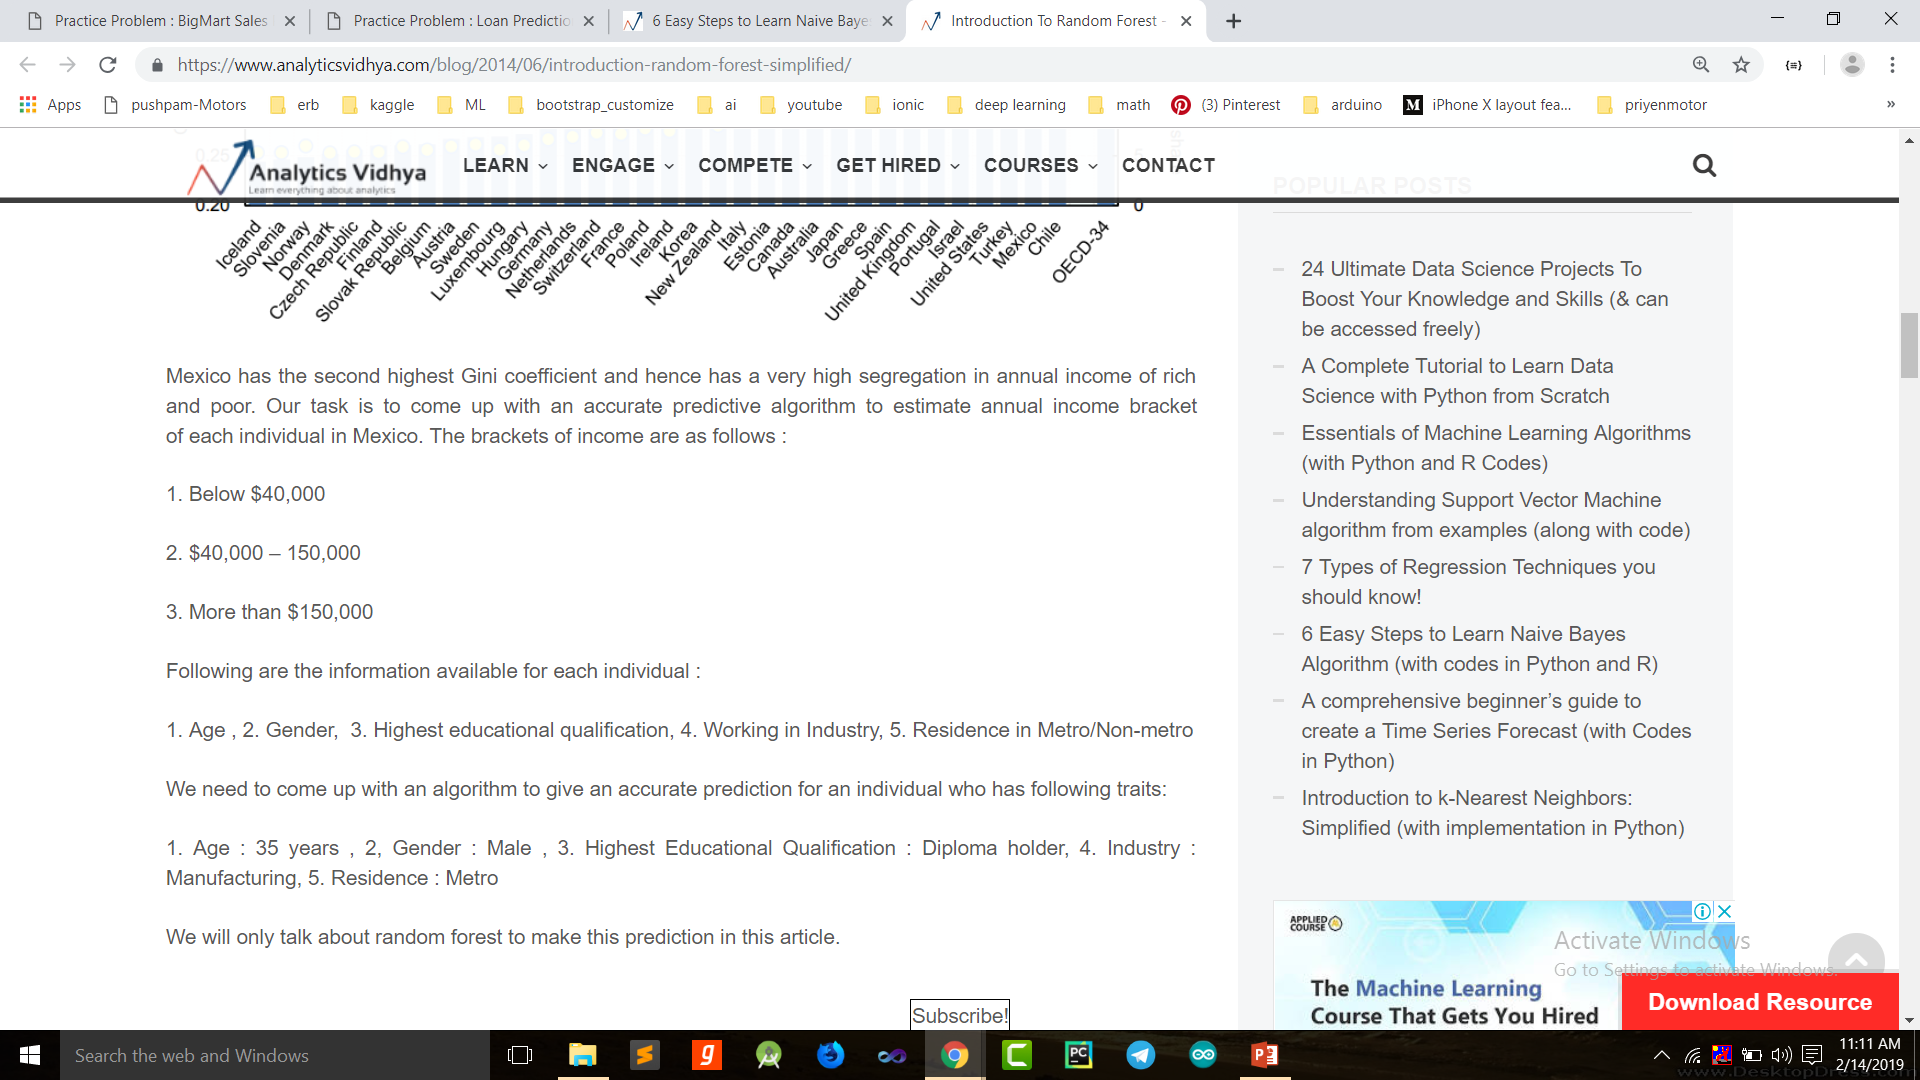 Practice Problem : BigMart Sales
Practice Problem : Loan Predictio
6 Easy Steps to Learn Naive Baye
Introduction To Random Forest -
https://www.analyticsvidhya.com/blog/2014/06/introduction-random-forest-simplified/
Apps
pushpam-Motors
erb
kaggle
ML
bootstrap_customize
ai
youtube
ionic
deep learning
math
(3) Pinterest
arduino
iPhone X layout fea...
priyenmotor
»
0.25
Analytics Vidhya
Learn everything about analytics
LEARN
ENGAGE
COMPETE
GET HIRED
COURSES
CONTACT
0.20
0
Iceland
Slovenia
Norway
Denmark
Czech Republic
Finland
Slovak Republic
Belgium
Austria
Sweden
Luxembourg
Hungary
Germany
Netherlands
Switzerland
France
Poland
Ireland
Korea
New Zealand
Italy
Estonia
Canada
Australia
Japan
Greece
Spain
United Kingdom
Portugal
Israel
United States
Turkey
Mexico
Chile
OECD-34
Mexico has the second highest Gini coefficient and hence has a very high segregation in annual income of rich
and poor. Our task is to come up with an accurate predictive algorithm to estimate annual income bracket
of each individual in Mexico. The brackets of income are as follows :
1. Below $40,000
2. $40,000 – 150,000
3. More than $150,000
Following are the information available for each individual :
1. Age , 2. Gender,  3. Highest educational qualification, 4. Working in Industry, 5. Residence in Metro/Non-metro
We need to come up with an algorithm to give an accurate prediction for an individual who has following traits:
1. Age : 35 years , 2, Gender : Male , 3. Highest Educational Qualification : Diploma holder, 4. Industry :
Manufacturing, 5. Residence : Metro
We will only talk about random forest to make this prediction in this article.
Subscribe!
POPULAR POSTS
24 Ultimate Data Science Projects To
Boost Your Knowledge and Skills (& can
be accessed freely)
A Complete Tutorial to Learn Data
Science with Python from Scratch
Essentials of Machine Learning Algorithms
(with Python and R Codes)
Understanding Support Vector Machine
algorithm from examples (along with code)
7 Types of Regression Techniques you
should know!
6 Easy Steps to Learn Naive Bayes
Algorithm (with codes in Python and R)
A comprehensive beginner’s guide to
create a Time Series Forecast (with Codes
in Python)
Introduction to k-Nearest Neighbors:
Simplified (with implementation in Python)
APPLIED
COURSE
The Machine Learning
Course That Gets You Hired
Activate Windows
Go to Settings to activate Windows.
Download Resource
Search the web and Windows
11:11 AM
2/14/2019